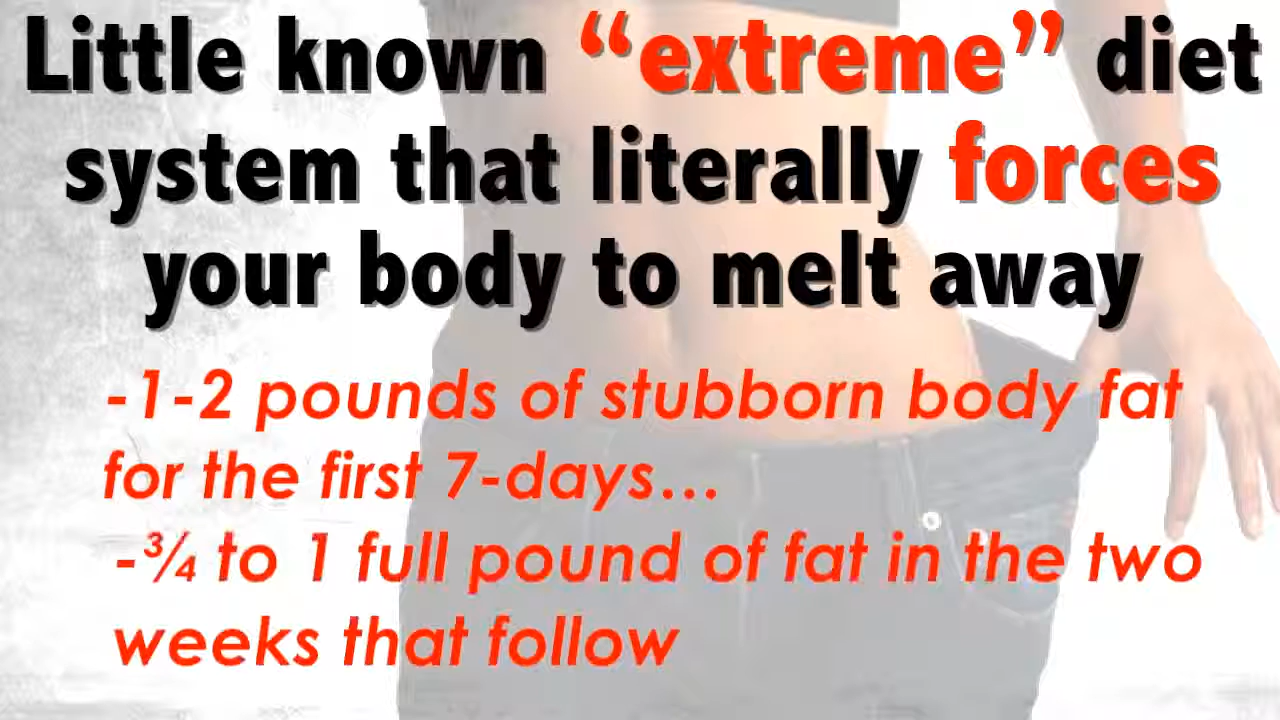 Little known “extreme” diet
system that literally forces
your body to melt away
-1-2 pounds of stubborn body fat
for the first 7-days...
-¾ to 1 full pound of fat in the two
weeks that follow